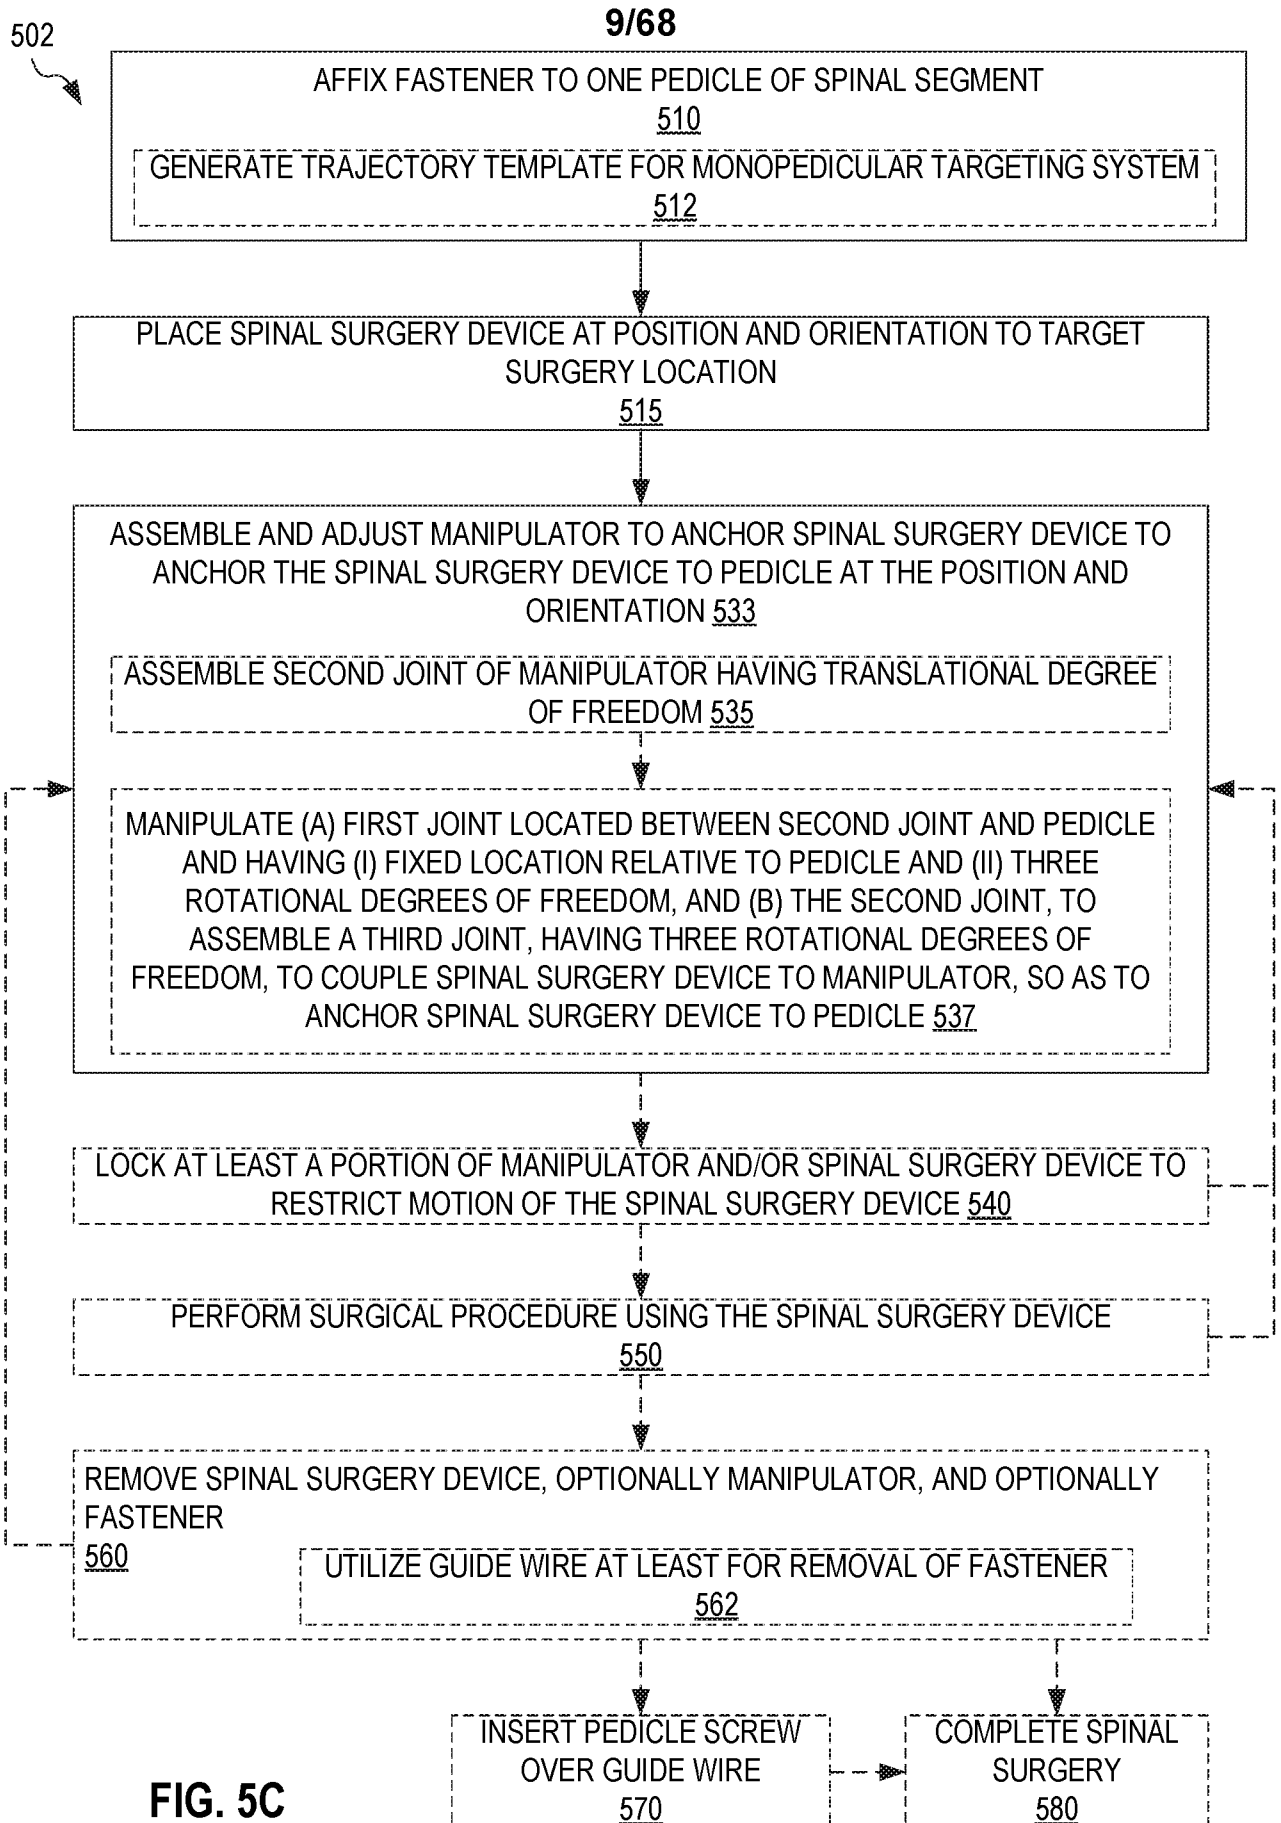 9/68
502
AFFIX FASTENER TO ONE PEDICLE OF SPINAL SEGMENT
510
GENERATE TRAJECTORY TEMPLATE FOR MONOPEDICULAR TARGETING SYSTEM
512
PLACE SPINAL SURGERY DEVICE AT POSITION AND ORIENTATION TO TARGET
SURGERY LOCATION
515
ASSEMBLE AND ADJUST MANIPULATOR TO ANCHOR SPINAL SURGERY DEVICE TO
ANCHOR THE SPINAL SURGERY DEVICE TO PEDICLE AT THE POSITION AND
ORIENTATION 533
ASSEMBLE SECOND JOINT OF MANIPULATOR HAVING TRANSLATIONAL DEGREE
OF FREEDOM 535
MANIPULATE (A) FIRST JOINT LOCATED BETWEEN SECOND JOINT AND PEDICLE
AND HAVING (I) FIXED LOCATION RELATIVE TO PEDICLE AND (II) THREE
ROTATIONAL DEGREES OF FREEDOM, AND (B) THE SECOND JOINT, TO
ASSEMBLE A THIRD JOINT, HAVING THREE ROTATIONAL DEGREES OF
FREEDOM, TO COUPLE SPINAL SURGERY DEVICE TO MANIPULATOR, SO AS TO
ANCHOR SPINAL SURGERY DEVICE TO PEDICLE 537
LOCK AT LEAST A PORTION OF MANIPULATOR AND/OR SPINAL SURGERY DEVICE TO
RESTRICT MOTION OF THE SPINAL SURGERY DEVICE 540
PERFORM SURGICAL PROCEDURE USING THE SPINAL SURGERY DEVICE
550
REMOVE SPINAL SURGERY DEVICE, OPTIONALLY MANIPULATOR, AND OPTIONALLY
FASTENER
560
UTILIZE GUIDE WIRE AT LEAST FOR REMOVAL OF FASTENER
562
INSERT PEDICLE SCREW
OVER GUIDE WIRE
570
COMPLETE SPINAL
SURGERY
580
FIG. 5C